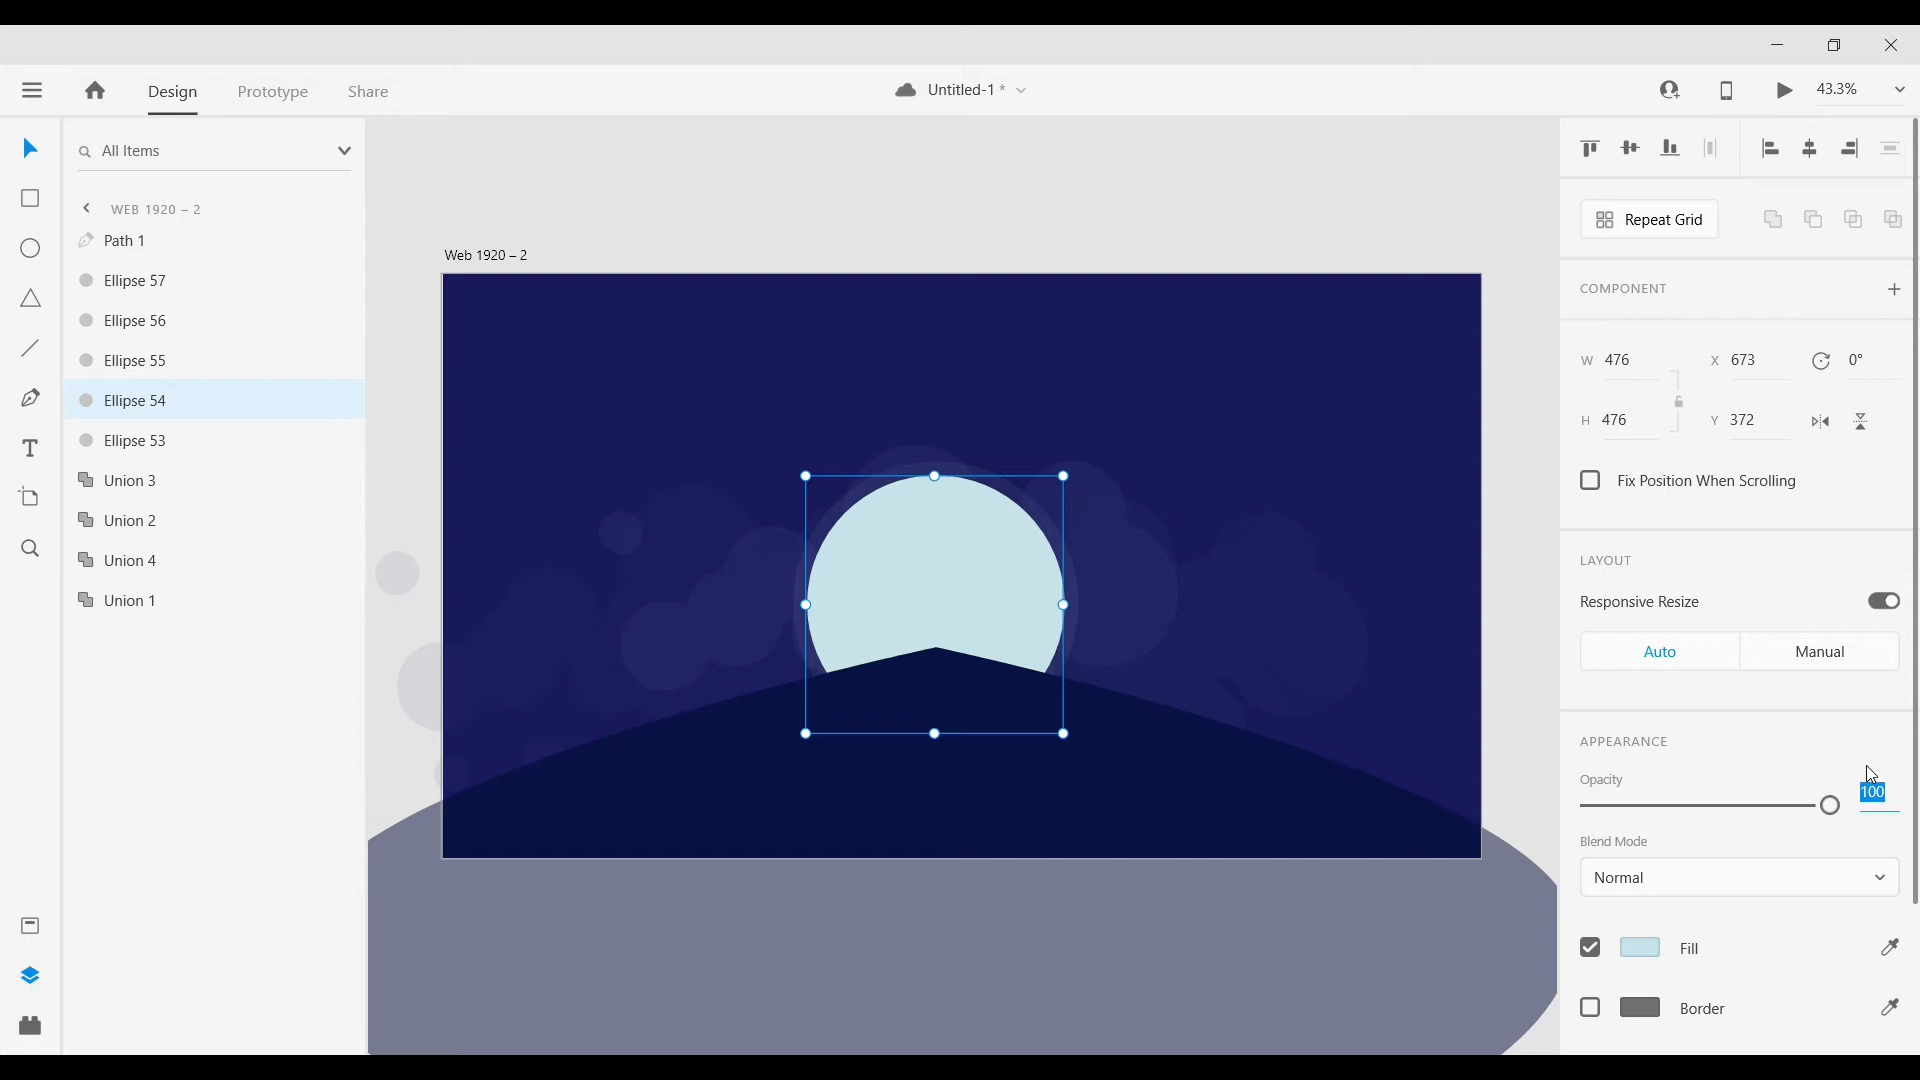 Design
Prototype
Share
Untitled-1 *
43.3%
All Items
WEB 1920 – 2
Path 1
Ellipse 57
Ellipse 56
Ellipse 55
Ellipse 54
Ellipse 53
Union 3
Union 2
Union 4
Union 1
Web 1920 – 2
Repeat Grid
COMPONENT
W 476 X 673 0°
H 476 Y 372
Fix Position When Scrolling
LAYOUT
Responsive Resize
Auto Manual
APPEARANCE
Opacity
100
Blend Mode
Normal
Fill
Border